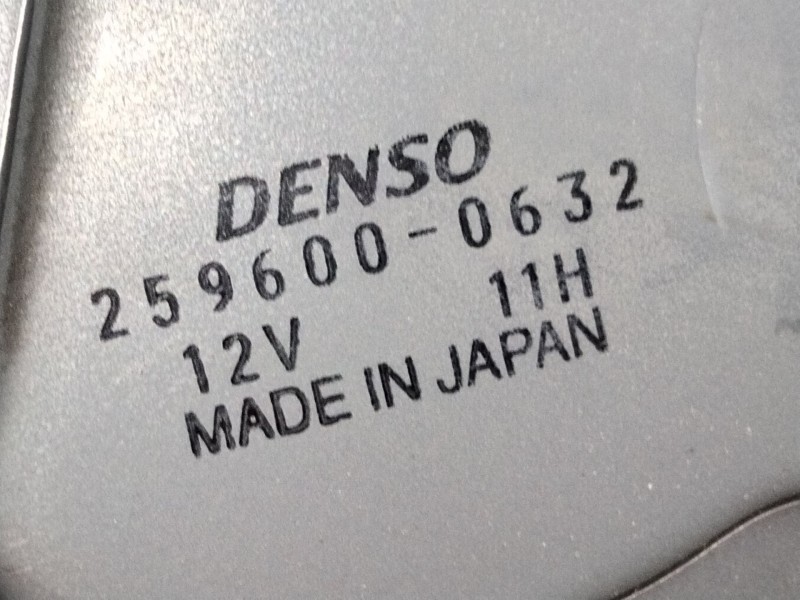 DENSO
259600-0632
12V 11H
MADE IN JAPAN